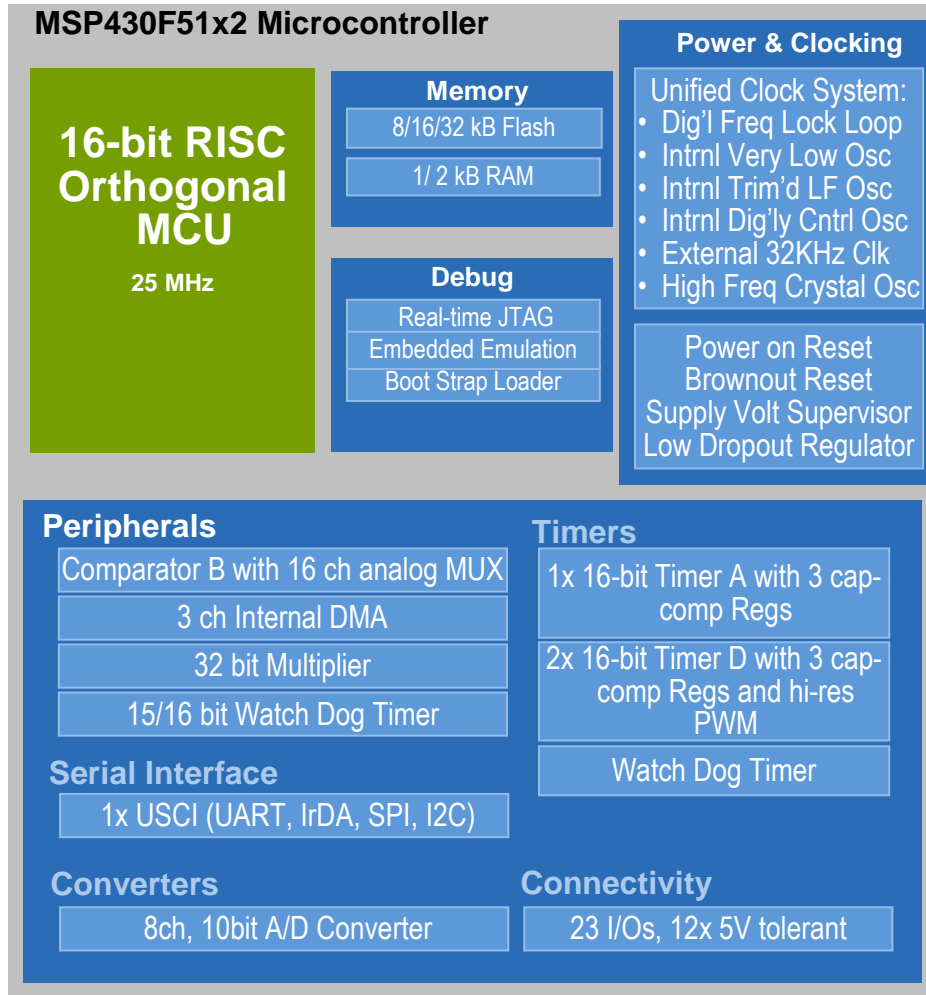 MSP430F51x2 Microcontroller
16-bit RISC
Orthogonal
MCU
25 MHz
Memory
8/16/32 kB Flash
1/ 2 kB RAM
Debug
Real-time JTAG
Embedded Emulation
Boot Strap Loader
Power & Clocking
Unified Clock System:
• Dig'l Freq Lock Loop
• Intrnl Very Low Osc
• Intrnl Trim'd LF Osc
• Intrnl Dig'ly Cntrl Osc
• External 32KHz Clk
• High Freq Crystal Osc
Power on Reset
Brownout Reset
Supply Volt Supervisor
Low Dropout Regulator
Peripherals
Comparator B with 16 ch analog MUX
3 ch Internal DMA
32 bit Multiplier
15/16 bit Watch Dog Timer
Serial Interface
1x USCI (UART, IrDA, SPI, I2C)
Converters
8ch, 10bit A/D Converter
Timers
1x 16-bit Timer A with 3 cap-
comp Regs
2x 16-bit Timer D with 3 cap-
comp Regs and hi-res
PWM
Watch Dog Timer
Connectivity
23 I/Os, 12x 5V tolerant